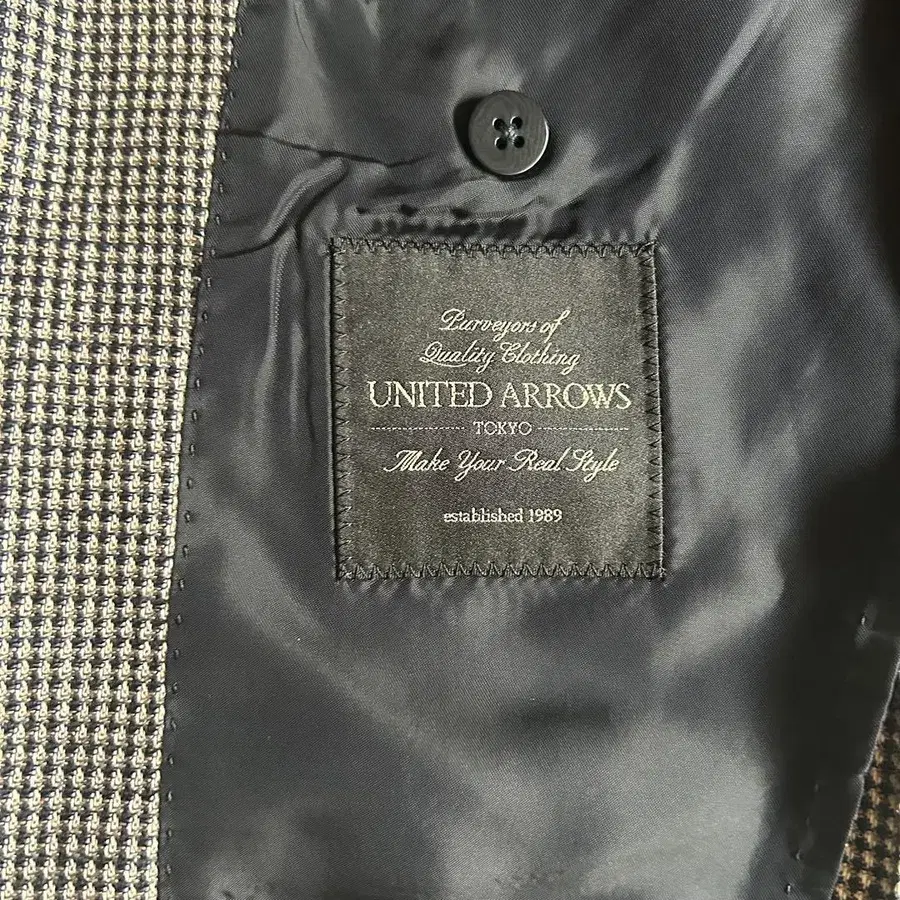 Purveyors of
Quality Clothing
UNITED ARROWS
TOKYO
Make Your Real Style
established 1989